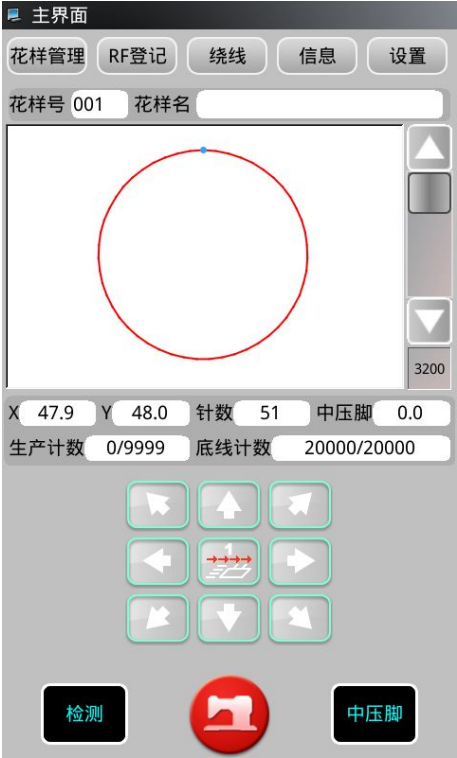 主界面
花样管理 RF登记 绕线 信息 设置
花样号 001 花样名
3200
X 47.9 Y 48.0 针数 51 中压脚 0.0
生产计数 0/9999 底线计数 20000/20000
1
检测 中压脚